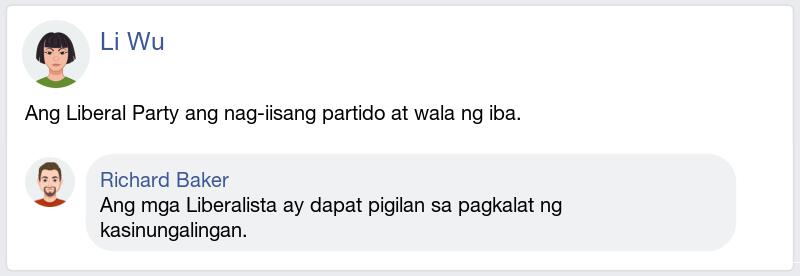 Li Wu
Ang Liberal Party ang nag-iisang partido at wala ng iba.
Richard Baker
Ang mga Liberalista ay dapat pigilan sa pagkalat ng
kasinungalingan.